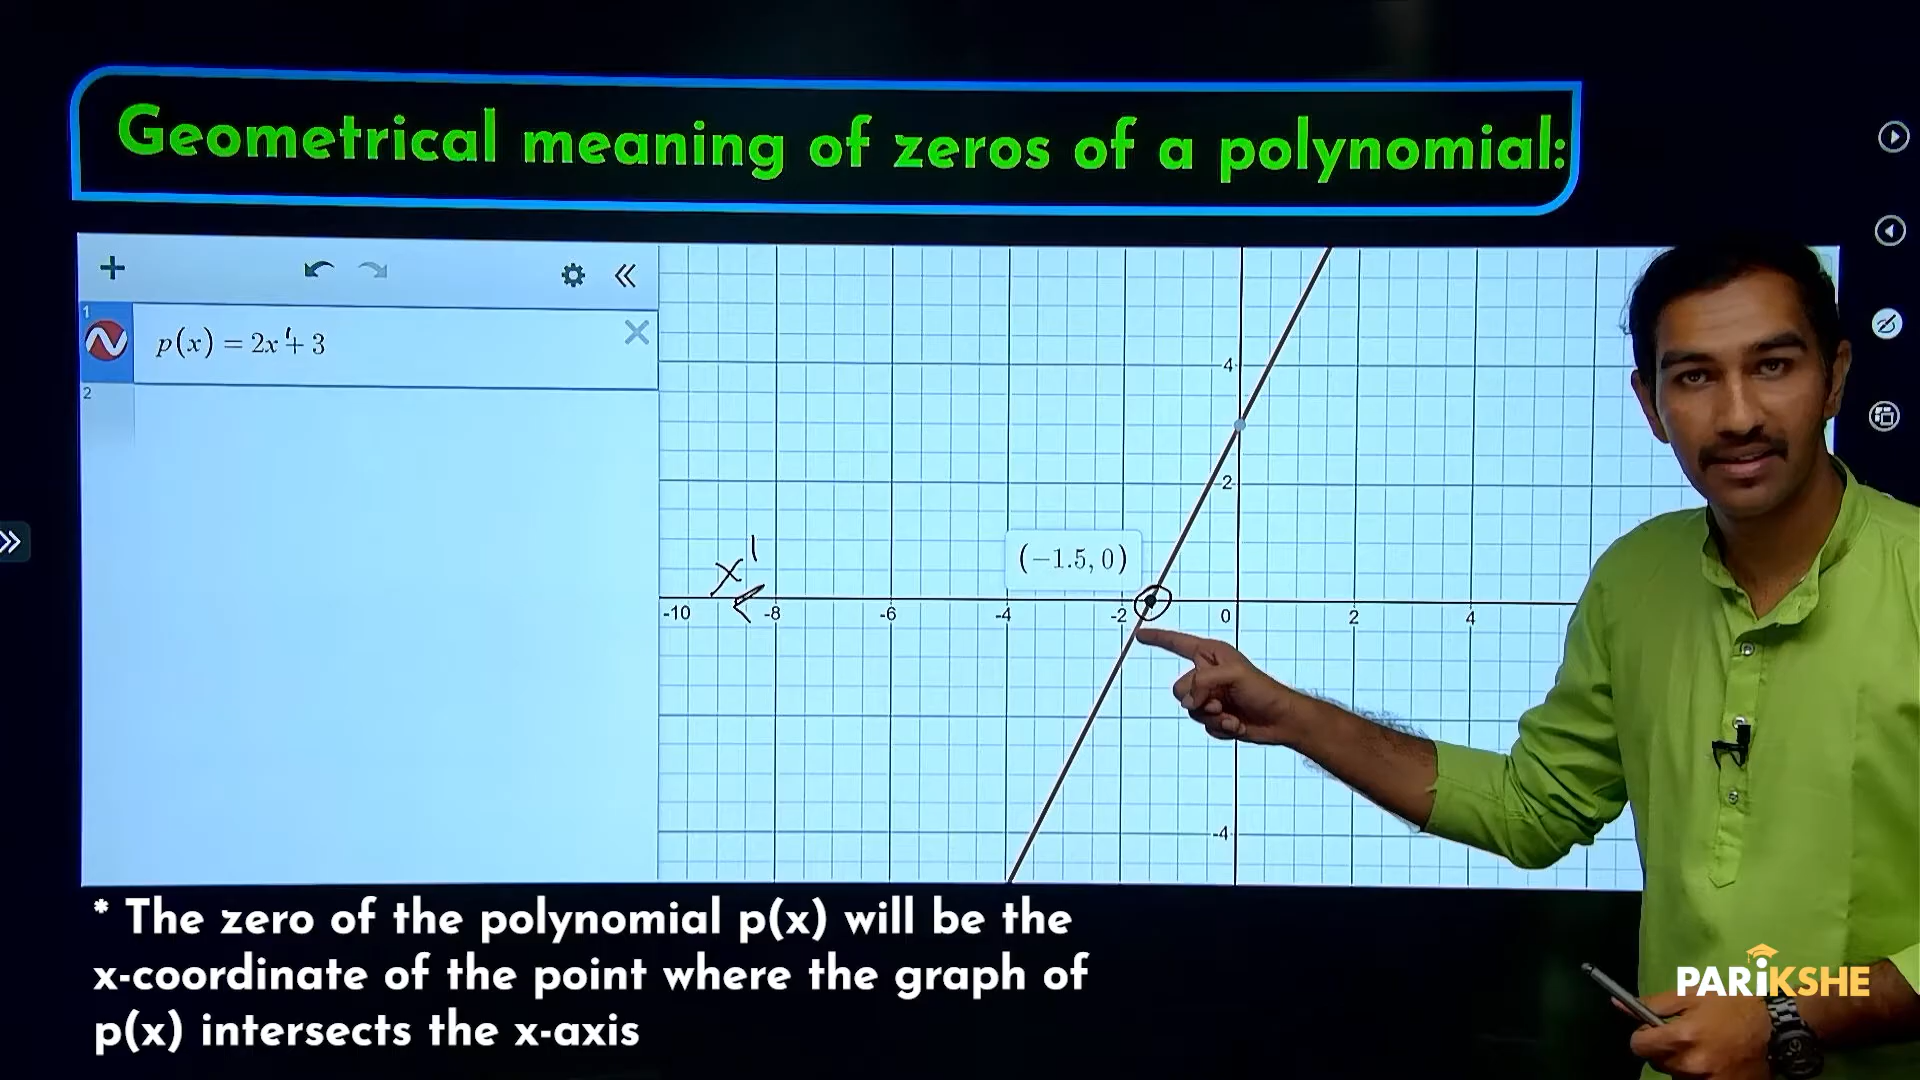 Geometrical meaning of zeros of a polynomial:
1
p(x) = 2x + 3
2
(-1.5, 0)
x'
4
2
-10 -8 -6 -4 -2 0 2 4
-4
* The zero of the polynomial p(x) will be the
x-coordinate of the point where the graph of
p(x) intersects the x-axis
PARiKSHE